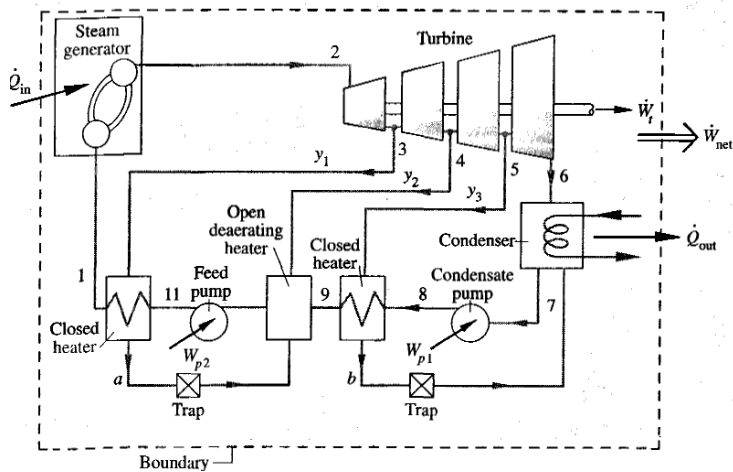 Steam
generator
Q̇in
2
Turbine
Ẇt
Ẇnet
3
4
5
6
y1
y2
y3
Open
deaerating
heater
Closed
heater
Condenser
Q̇out
1
11
Feed
pump
9
8
Condensate
pump
7
Closed
heater
Wp2
Wp1
a
b
Trap
Trap
Boundary